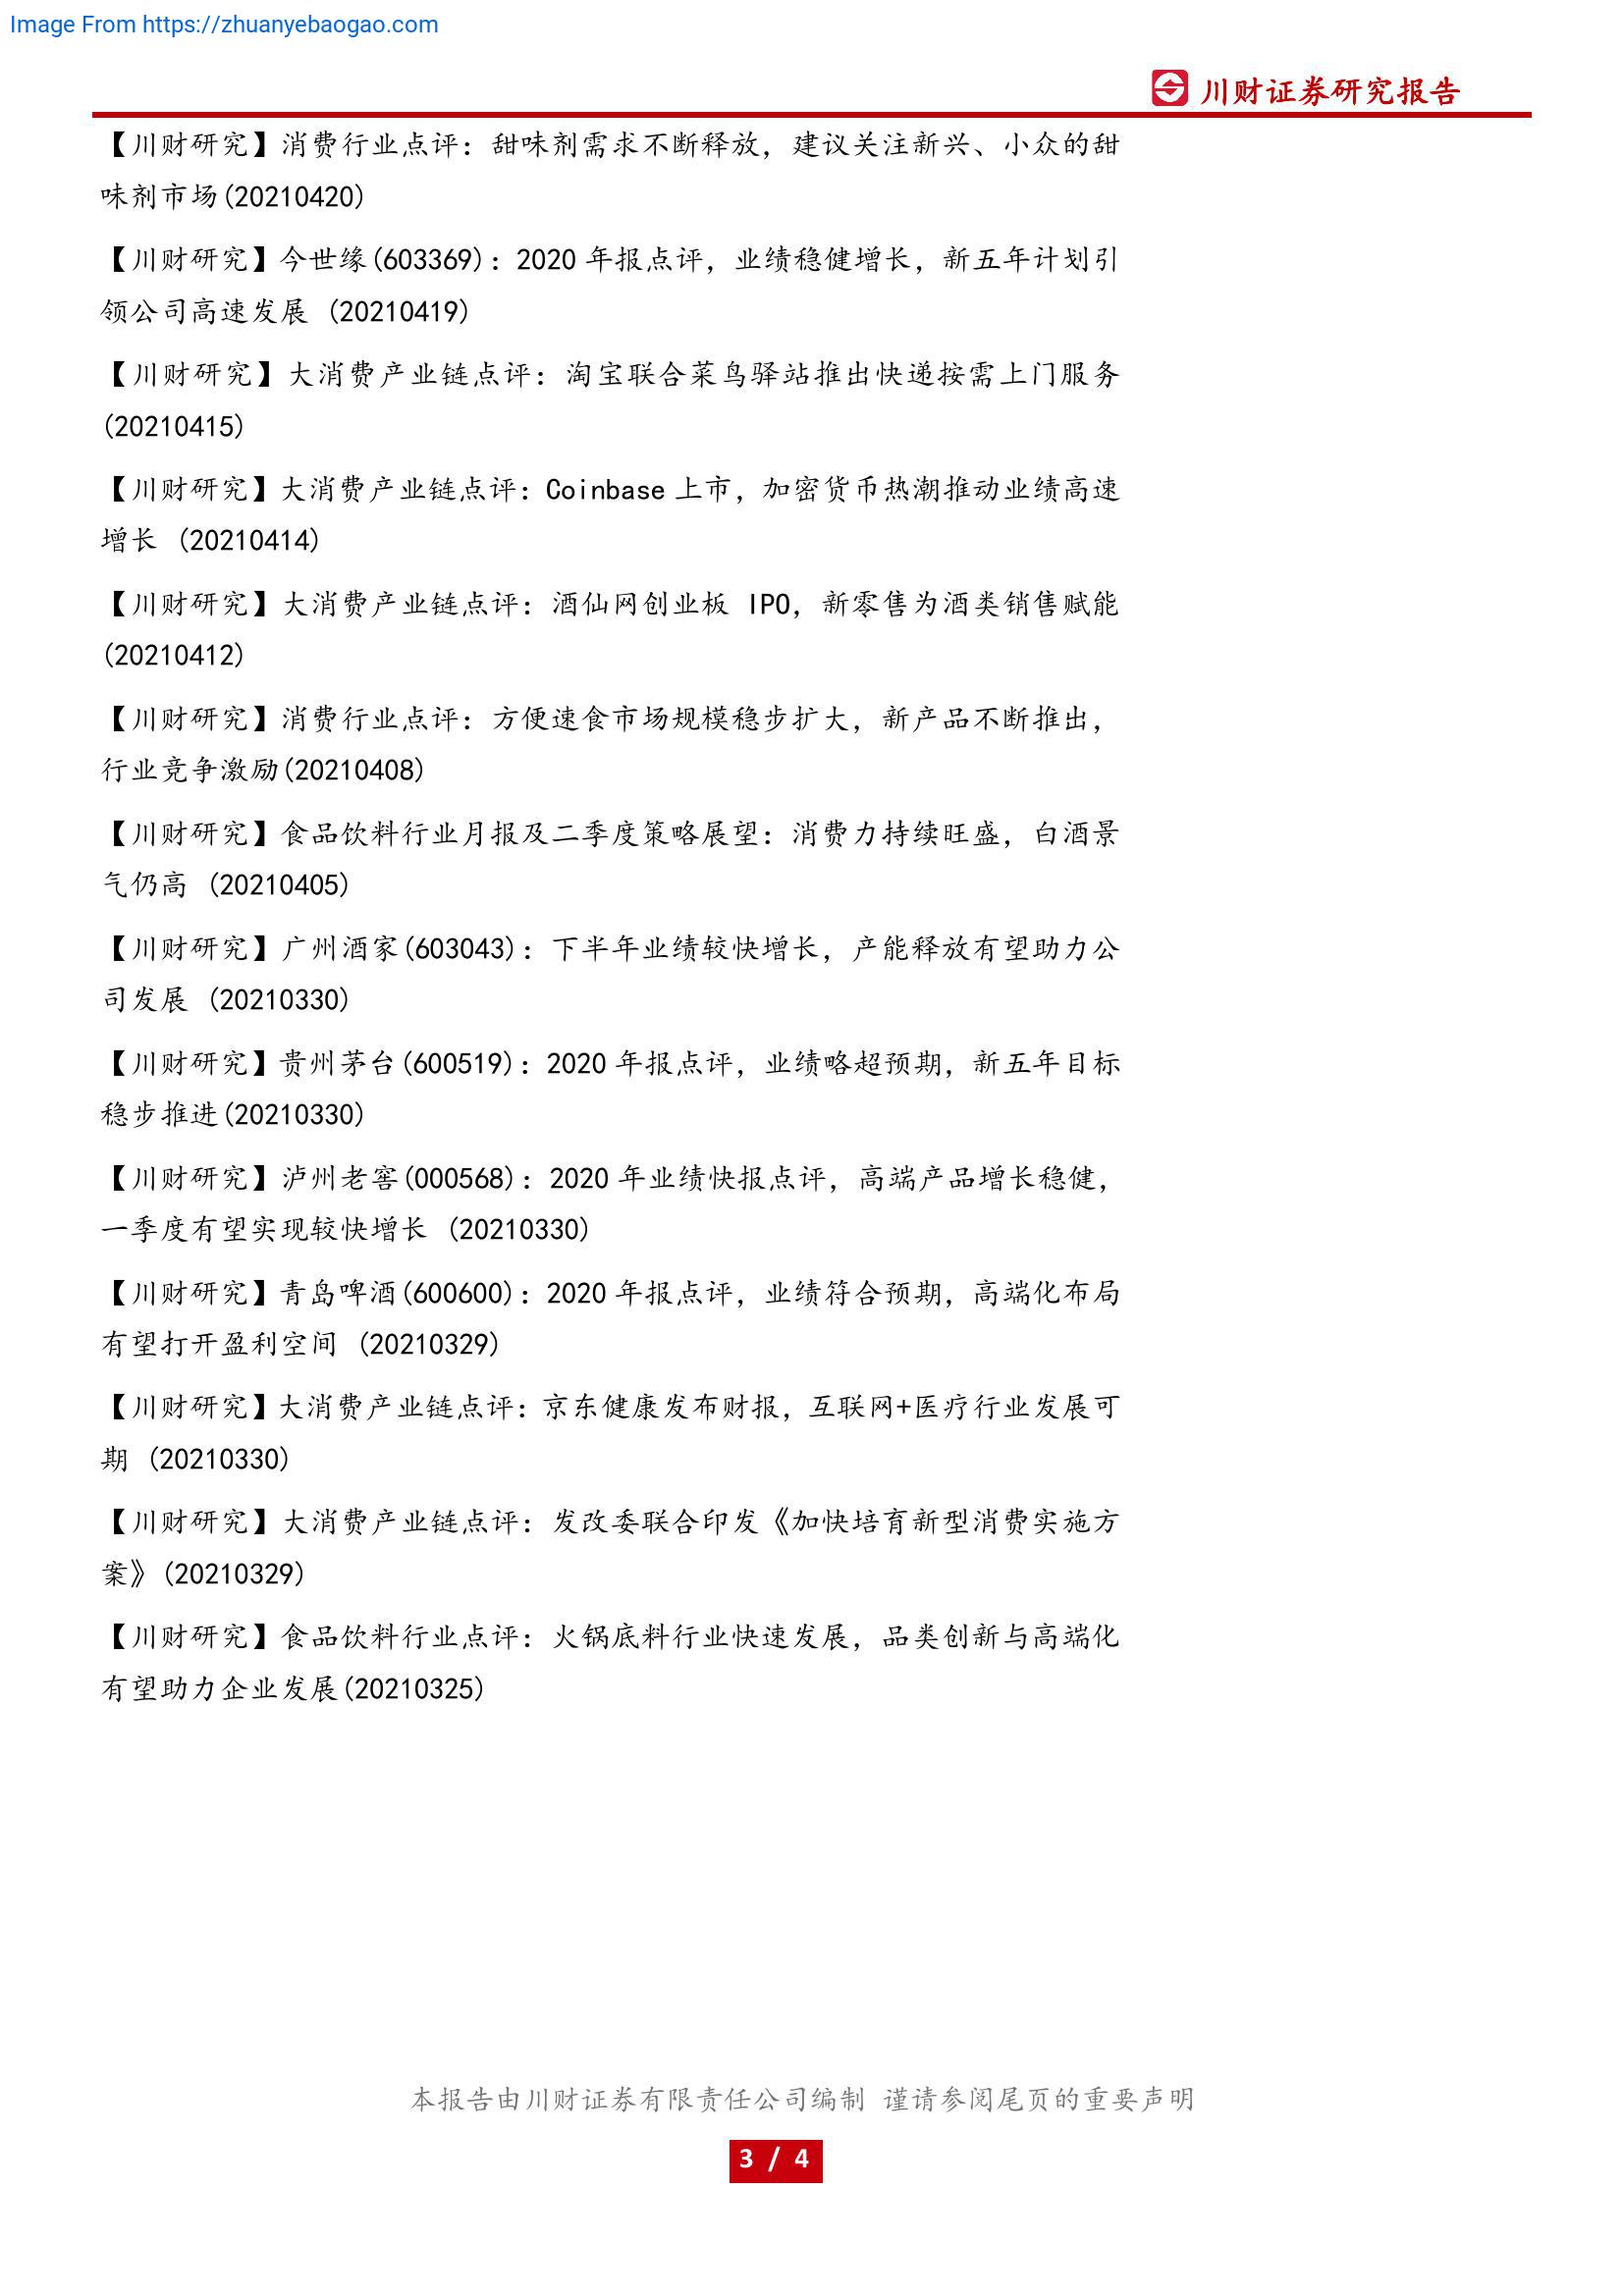 Image From https://zhuanyebaogao.com
川财证券研究报告
【川财研究】消费行业点评：甜味剂需求不断释放，建议关注新兴、小众的甜
味剂市场(20210420)
【川财研究】今世缘(603369)：2020 年报点评，业绩稳健增长，新五年计划引
领公司高速发展 (20210419)
【川财研究】大消费产业链点评：淘宝联合菜鸟驿站推出快递按需上门服务
(20210415)
【川财研究】大消费产业链点评：Coinbase 上市，加密货币热潮推动业绩高速
增长 (20210414)
【川财研究】大消费产业链点评：酒仙网创业板 IPO，新零售为酒类销售赋能
(20210412)
【川财研究】消费行业点评：方便速食市场规模稳步扩大，新产品不断推出，
行业竞争激励(20210408)
【川财研究】食品饮料行业月报及二季度策略展望：消费力持续旺盛，白酒景
气仍高 (20210405)
【川财研究】广州酒家(603043)：下半年业绩较快增长，产能释放有望助力公
司发展 (20210330)
【川财研究】贵州茅台(600519)：2020 年报点评，业绩略超预期，新五年目标
稳步推进(20210330)
【川财研究】泸州老窖(000568)：2020 年业绩快报点评，高端产品增长稳健，
一季度有望实现较快增长 (20210330)
【川财研究】青岛啤酒(600600)：2020 年报点评，业绩符合预期，高端化布局
有望打开盈利空间 (20210329)
【川财研究】大消费产业链点评：京东健康发布财报，互联网+医疗行业发展可
期 (20210330)
【川财研究】大消费产业链点评：发改委联合印发《加快培育新型消费实施方
案》(20210329)
【川财研究】食品饮料行业点评：火锅底料行业快速发展，品类创新与高端化
有望助力企业发展(20210325)
本报告由川财证券有限责任公司编制 谨请参阅尾页的重要声明
3 / 4